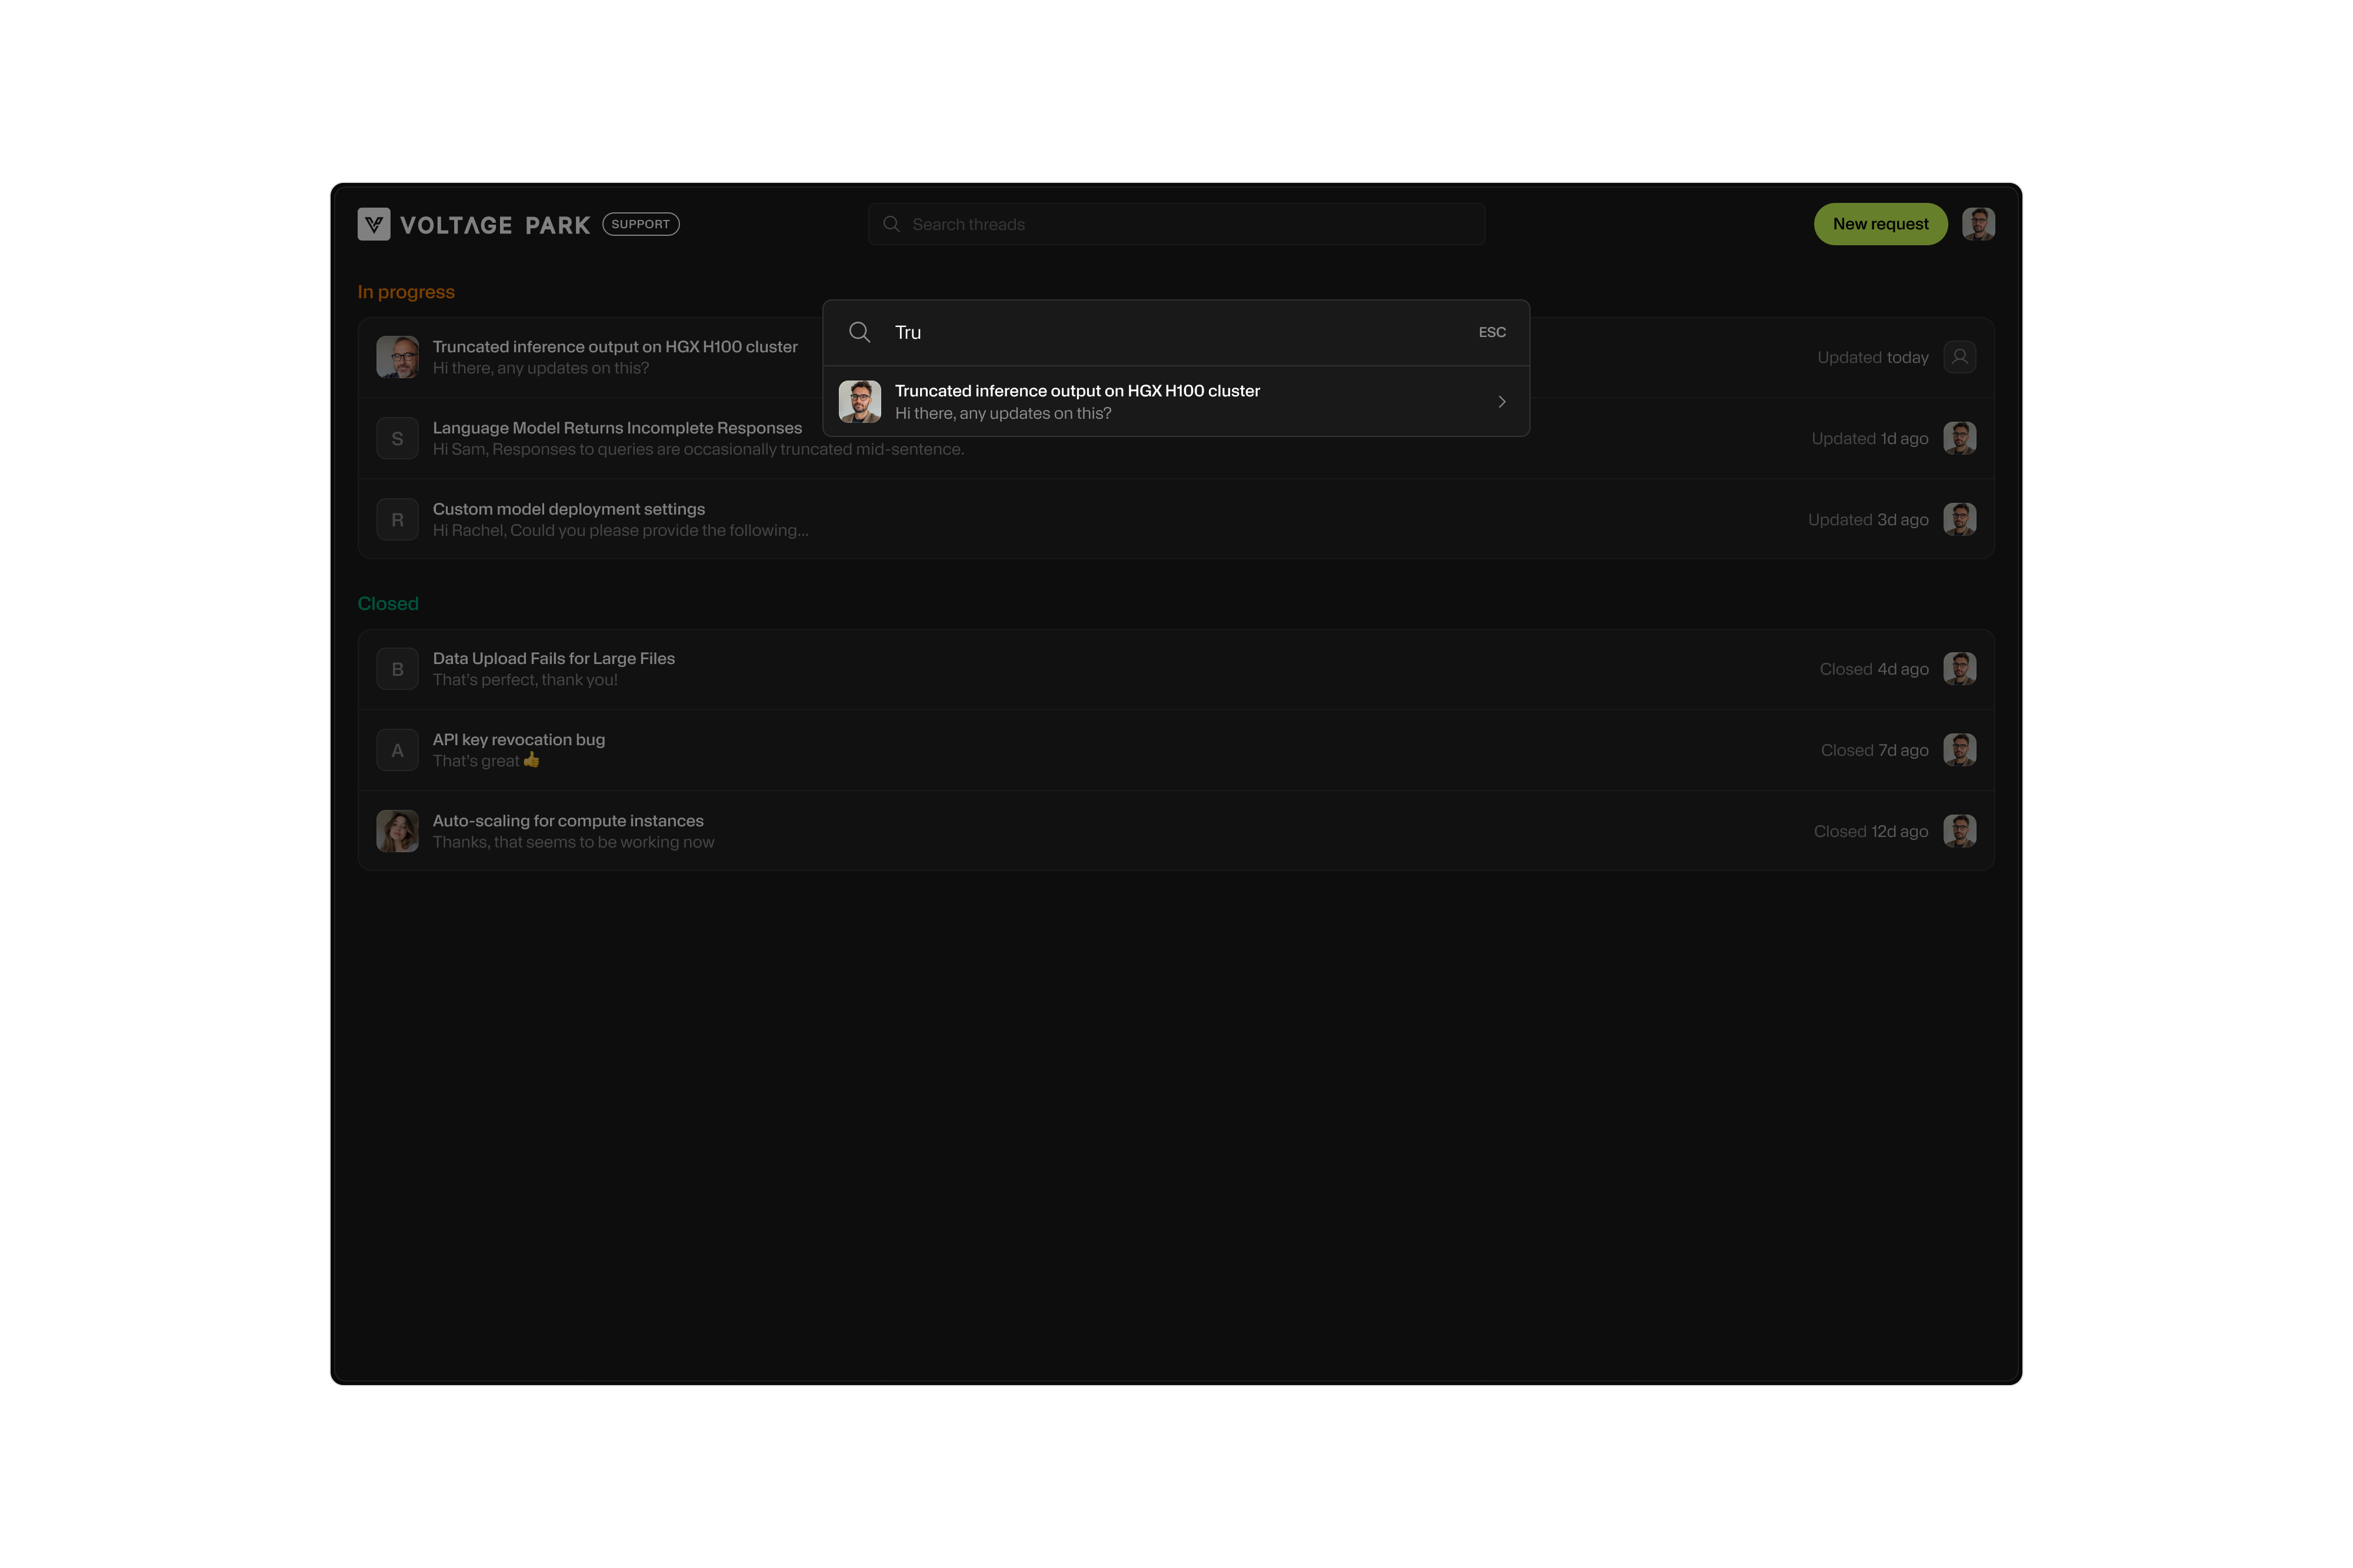 VOLTAGE PARK SUPPORT
Search threads
New request
In progress
Tru
ESC
Truncated inference output on HGX H100 cluster
Hi there, any updates on this?
Truncated inference output on HGX H100 cluster
Hi there, any updates on this?
Updated today
S
Language Model Returns Incomplete Responses
Hi Sam, Responses to queries are occasionally truncated mid-sentence.
Updated 1d ago
R
Custom model deployment settings
Hi Rachel, Could you please provide the following...
Updated 3d ago
Closed
B
Data Upload Fails for Large Files
That's perfect, thank you!
Closed 4d ago
A
API key revocation bug
That's great 👍
Closed 7d ago
Auto-scaling for compute instances
Thanks, that seems to be working now
Closed 12d ago